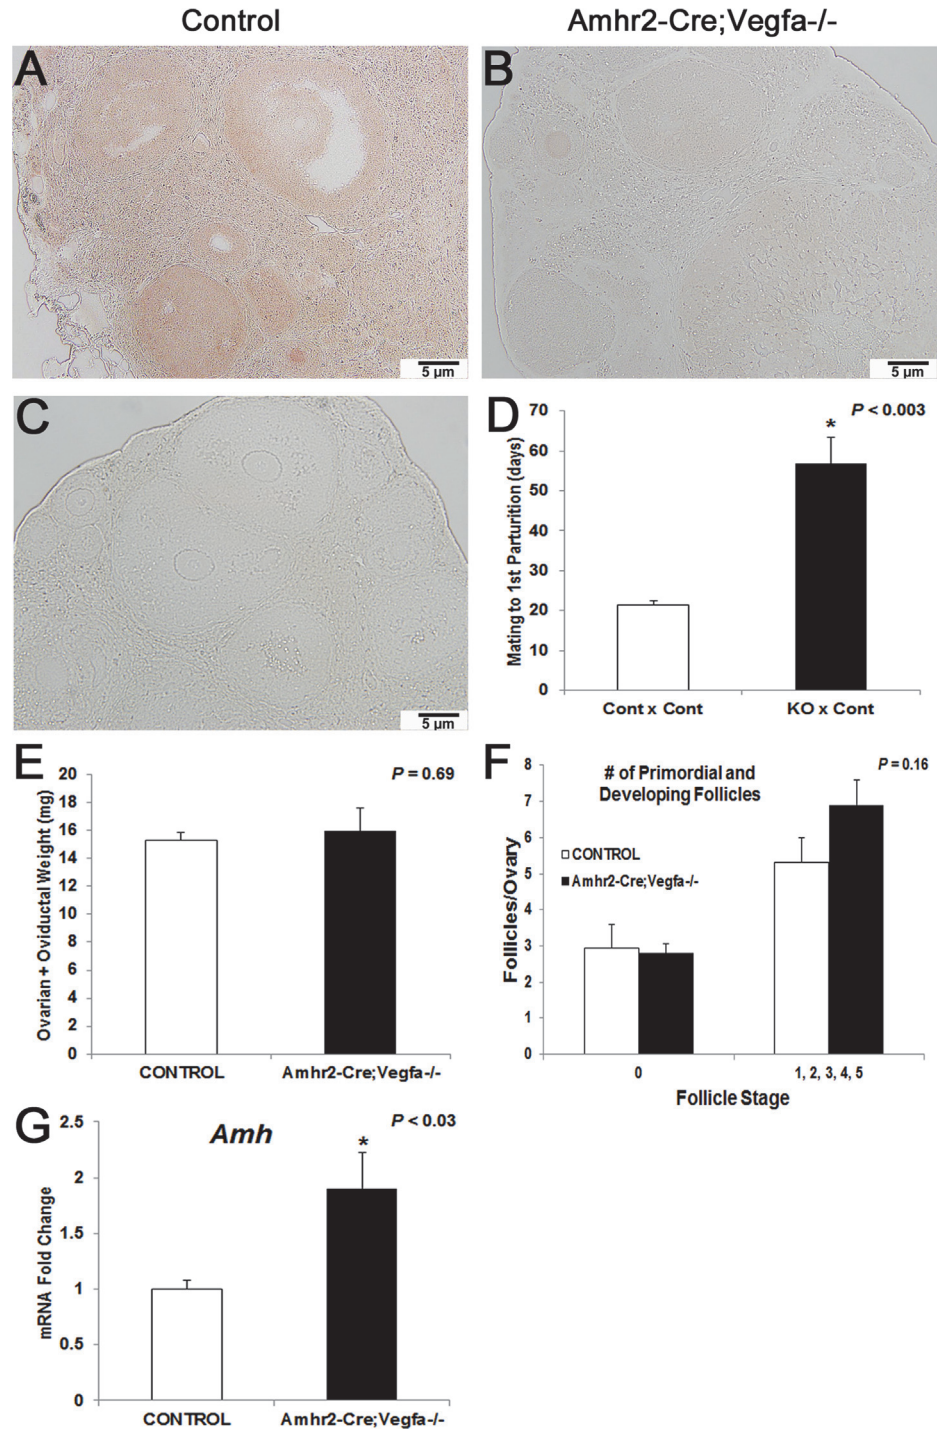 Control
Amhr2-Cre;Vegfa-/-
A
5 µm
B
5 µm
C
5 µm
D
P < 0.003
*
Mating to 1st Parturition (days)
70
60
50
40
30
20
10
0
Cont x Cont
KO x Cont
E
P = 0.69
Ovarian + Oviductal Weight (mg)
20
18
16
14
12
10
8
6
4
2
0
CONTROL
Amhr2-Cre;Vegfa-/-
F
# of Primordial and
Developing Follicles
P = 0.16
CONTROL
Amhr2-Cre;Vegfa-/-
Follicles/Ovary
8
7
6
5
4
3
2
1
0
0
1, 2, 3, 4, 5
Follicle Stage
G
Amh
P < 0.03
*
mRNA Fold Change
2.5
2
1.5
1
0.5
0
CONTROL
Amhr2-Cre;Vegfa-/-